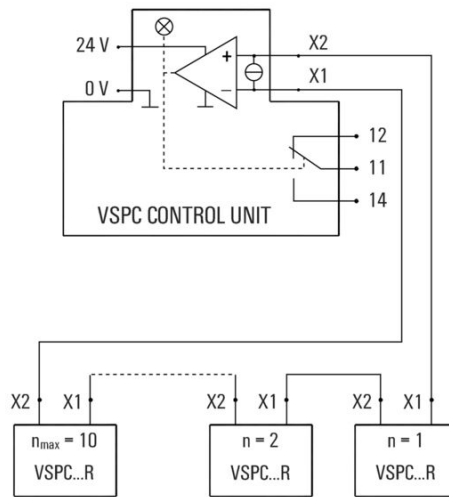 24 V
0 V
+
−
X2
X1
12
11
14
VSPC CONTROL UNIT
X2 X1 X2 X1 X2 X1
nmax = 10 n = 2 n = 1
VSPC...R VSPC...R VSPC...R